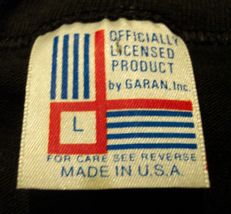 OFFICIALLY
LICENSED
PRODUCT
by GARAN, Inc.
L
FOR CARE SEE REVERSE
MADE IN U.S.A.